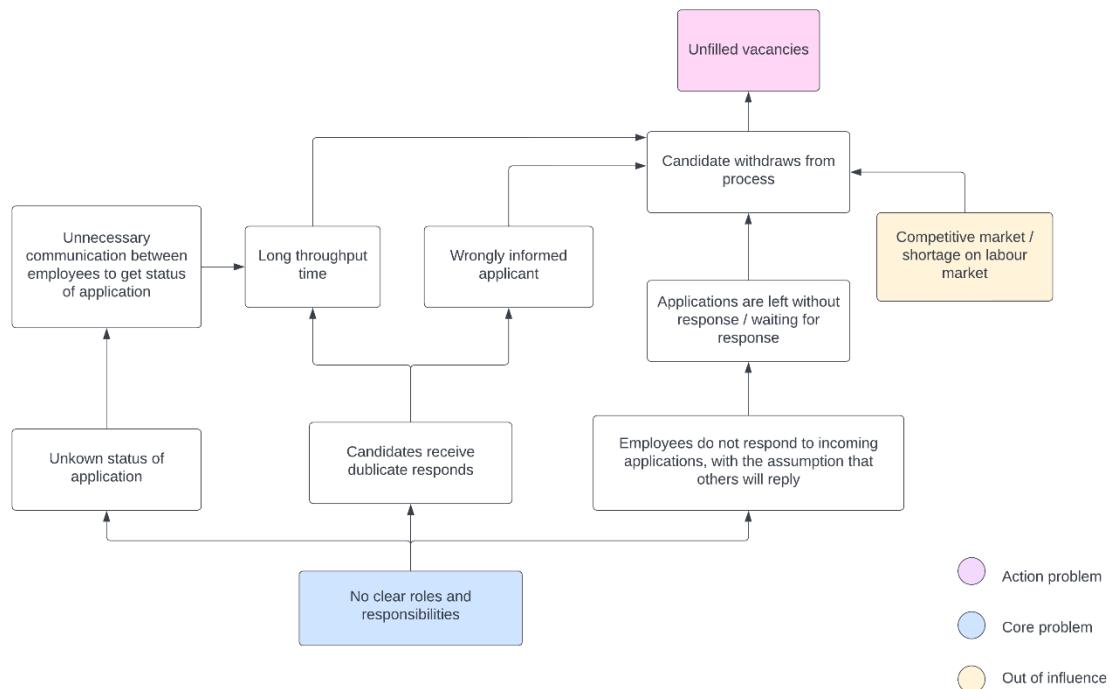 Unfilled vacancies
Candidate withdraws from
process
Unnecessary
communication between
employees to get status
of application
Long throughput
time
Wrongly informed
applicant
Competitive market /
shortage on labour
market
Applications are left without
response / waiting for
response
Unkown status of
application
Candidates receive
dublicate responds
Employees do not respond to incoming
applications, with the assumption that
others will reply
No clear roles and
responsibilities
Action problem
Core problem
Out of influence